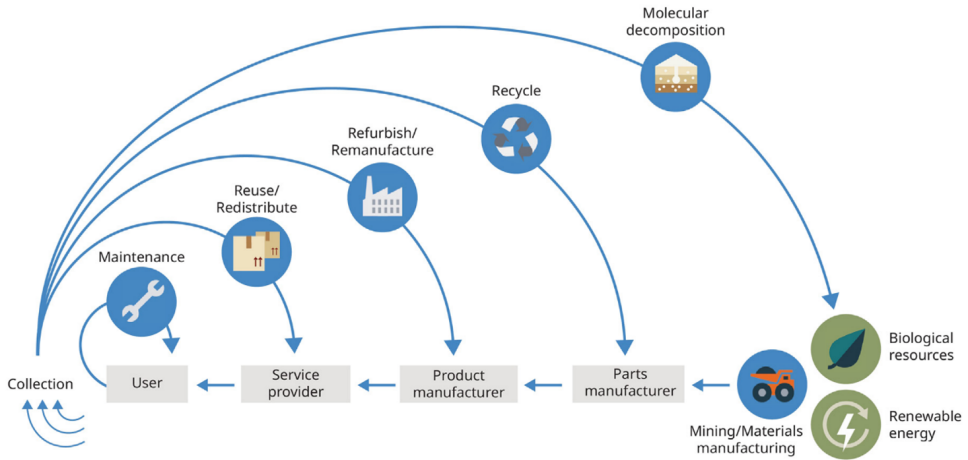 Molecular
decomposition
Recycle
Refurbish/
Remanufacture
Reuse/
Redistribute
Maintenance
Biological
resources
Collection
User
Service
provider
Product
manufacturer
Parts
manufacturer
Mining/Materials
manufacturing
Renewable
energy